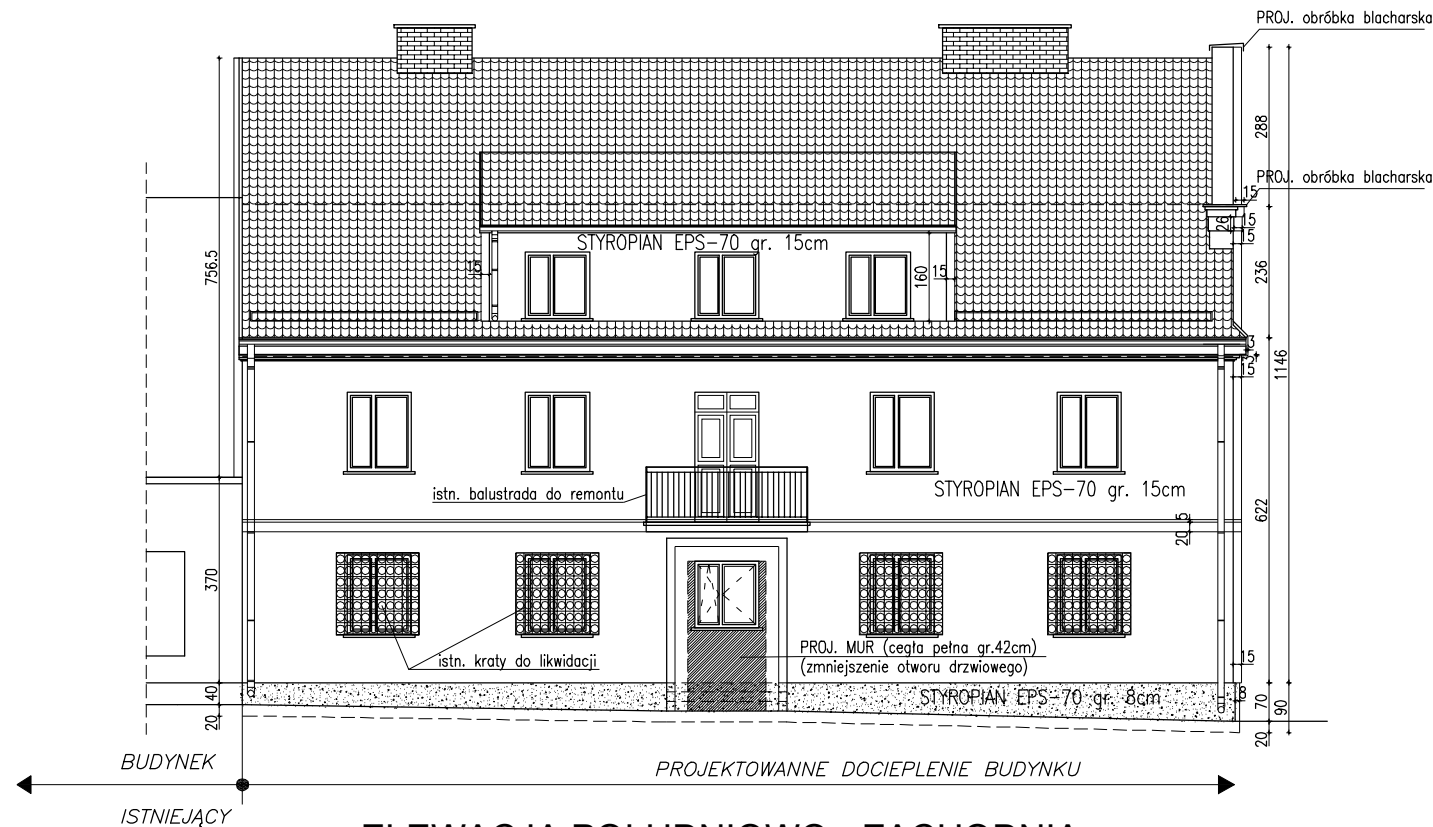 PROJ. obróbka blacharska
288
PROJ. obróbka blacharska
15
15
26
15
STYROPIAN EPS-70 gr. 15cm
756.5
15
160
15
236
3
15
1146
istn. balustrada do remontu
STYROPIAN EPS-70 gr. 15cm
622
5
20
370
istn. kraty do likwidacji
PROJ. MUR (cegła pełna gr.42cm)
(zmniejszenie otworu drzwiowego)
15
40
STYROPIAN EPS-70 gr. 8cm
8
70
90
20
20
BUDYNEK
PROJEKTOWANNE DOCIEPLENIE BUDYNKU
ISTNIEJĄCY